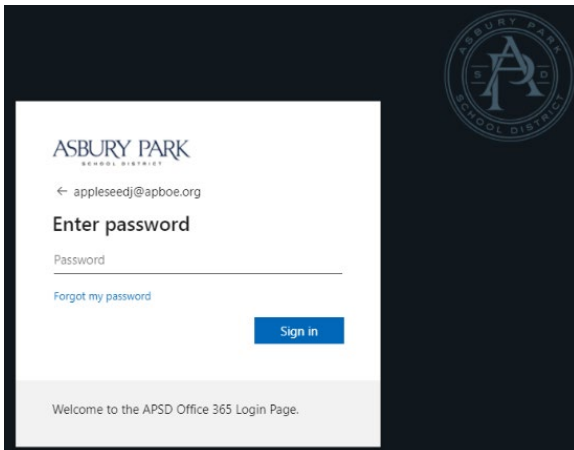 ASBURY PARK SCHOOL DISTRICT
S D
AP
ASBURY PARK
SCHOOL DISTRICT
← appleseedj@apboe.org
Enter password
Password
Forgot my password
Sign in
Welcome to the APSD Office 365 Login Page.